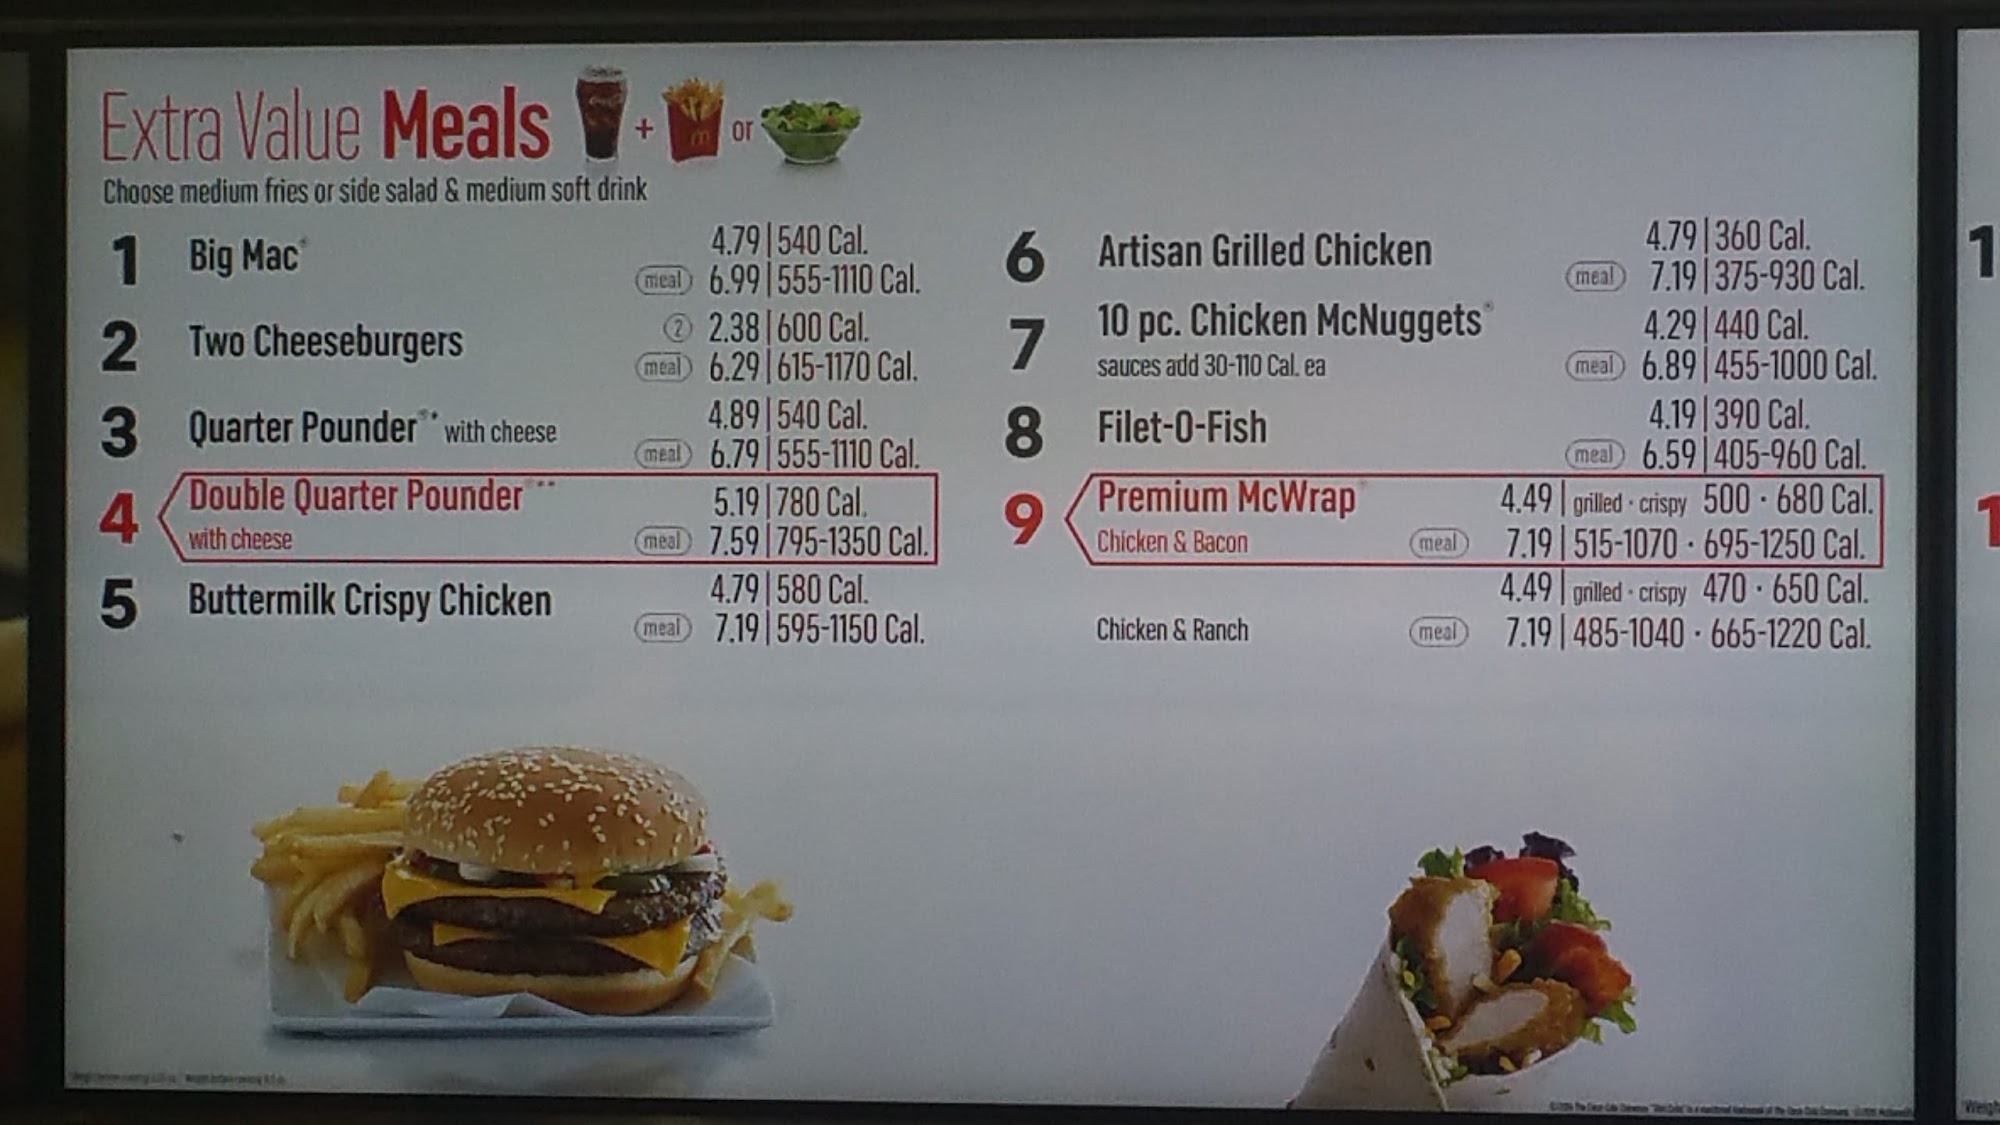 Extra Value Meals + or
Choose medium fries or side salad & medium soft drink
1 Big Mac® 4.79 | 540 Cal.
meal 6.99 | 555-1110 Cal.
2 Two Cheeseburgers ② 2.38 | 600 Cal.
meal 6.29 | 615-1170 Cal.
3 Quarter Pounder®* with cheese 4.89 | 540 Cal.
meal 6.79 | 555-1110 Cal.
4 Double Quarter Pounder®** 5.19 | 780 Cal.
with cheese meal 7.59 | 795-1350 Cal.
5 Buttermilk Crispy Chicken 4.79 | 580 Cal.
meal 7.19 | 595-1150 Cal.
6 Artisan Grilled Chicken 4.79 | 360 Cal.
meal 7.19 | 375-930 Cal.
7 10 pc. Chicken McNuggets® 4.29 | 440 Cal.
sauces add 30-110 Cal. ea meal 6.89 | 455-1000 Cal.
8 Filet-O-Fish 4.19 | 390 Cal.
meal 6.59 | 405-960 Cal.
9 Premium McWrap® 4.49 | grilled · crispy 500 · 680 Cal.
Chicken & Bacon meal 7.19 | 515-1070 · 695-1250 Cal.
4.49 | grilled · crispy 470 · 650 Cal.
Chicken & Ranch meal 7.19 | 485-1040 · 665-1220 Cal.
1
1